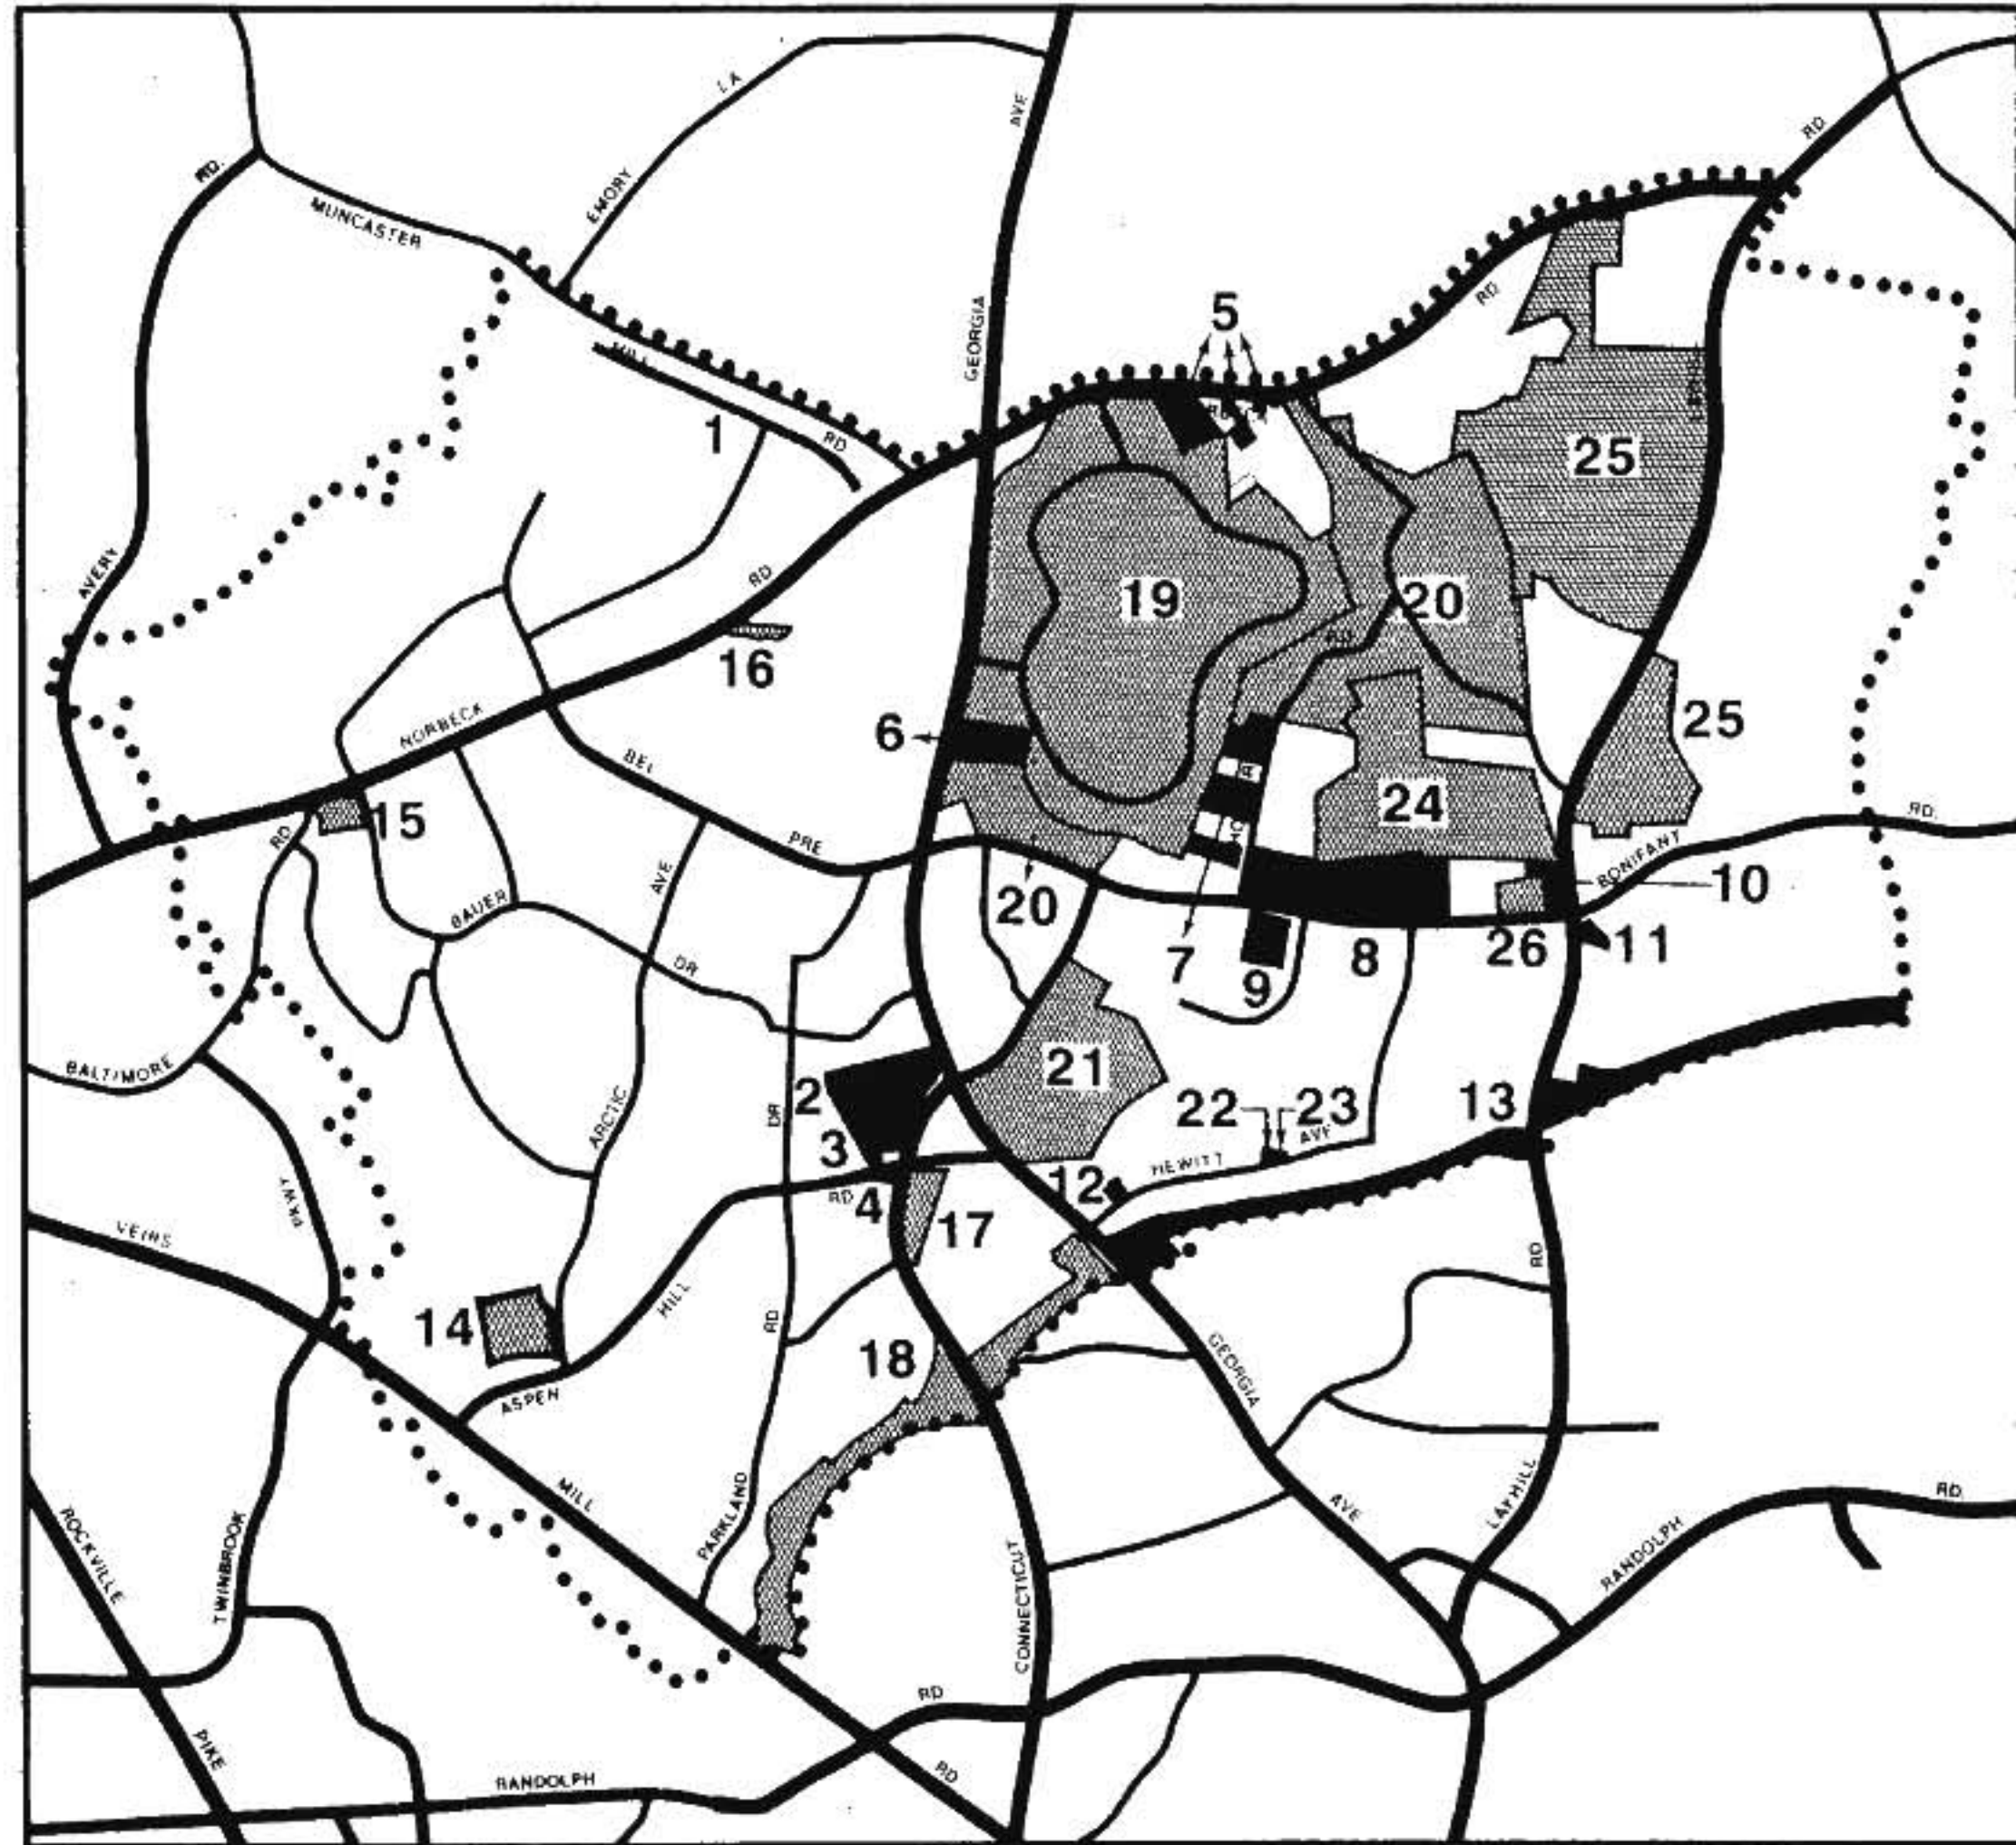 LA
AVE
RD.
RD
EMORY
MUNCASTER
RD
5
GEORGIA
MILL
1
RD
25
AVERY
RD
19
20
RD
16
25
NORBECK
6
BEL
24
RD.
15
RD
PRE
BONIFANT
10
AVE
BAUER
20
7
9
8
26
11
DR
BALTIMORE
2
21
DR
ARCTIC
22
23
13
3
AVE
HEWITT
12
RD
4
17
PKWY
VEIRS
RD
HILL
14
RD
18
GEORGIA
ASPEN
MILL
AVE
LAYHILL
RD.
ROCKVILLE
TWINBROOK
PARKLAND
CONNECTICUT
RANDOLPH
RD
PIKE
RD
RANDOLPH